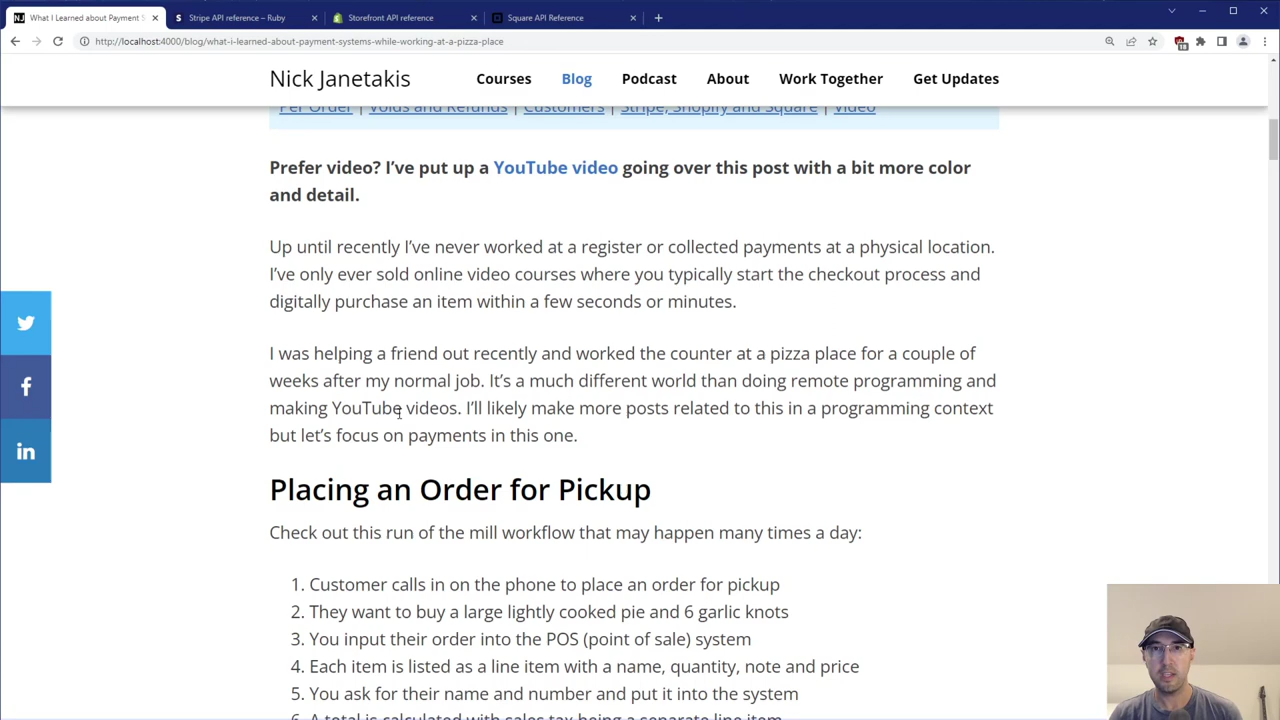 What I Learned about Payment S
Stripe API reference – Ruby
Storefront API reference
Square API Reference
http://localhost:4000/blog/what-i-learned-about-payment-systems-while-working-at-a-pizza-place
18
Nick Janetakis
Courses
Blog
Podcast
About
Work Together
Get Updates
Per Order | Voids and Refunds | Customers | Stripe, Shopify and Square | Video
Prefer video? I've put up a YouTube video going over this post with a bit more color
and detail.
Up until recently I've never worked at a register or collected payments at a physical location.
I've only ever sold online video courses where you typically start the checkout process and
digitally purchase an item within a few seconds or minutes.
I was helping a friend out recently and worked the counter at a pizza place for a couple of
weeks after my normal job. It's a much different world than doing remote programming and
making YouTube videos. I'll likely make more posts related to this in a programming context
but let's focus on payments in this one.
Placing an Order for Pickup
Check out this run of the mill workflow that may happen many times a day:
1. Customer calls in on the phone to place an order for pickup
2. They want to buy a large lightly cooked pie and 6 garlic knots
3. You input their order into the POS (point of sale) system
4. Each item is listed as a line item with a name, quantity, note and price
5. You ask for their name and number and put it into the system
6. A total is calculated with sales tax being a separate line item